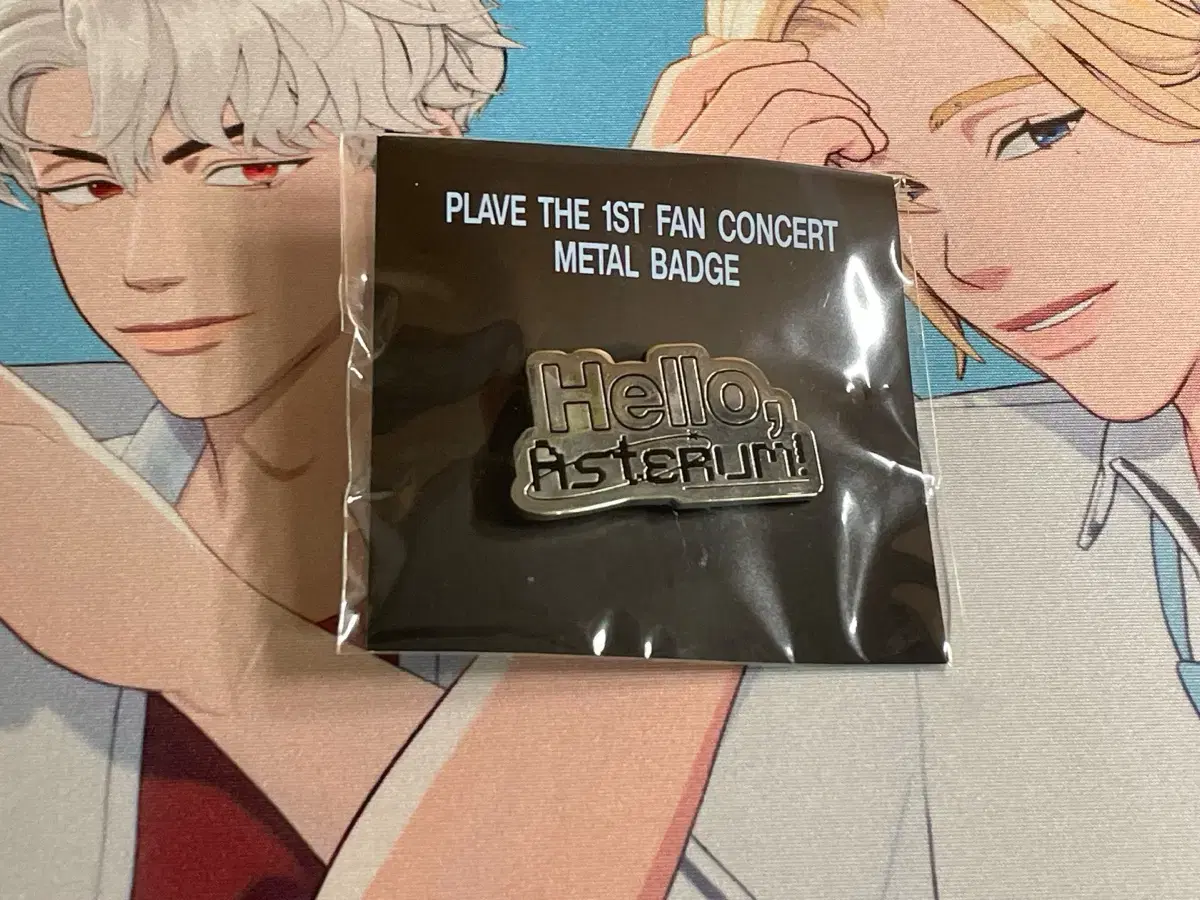 PLAVE THE 1ST FAN CONCERT
METAL BADGE
Hello,
Asterum!